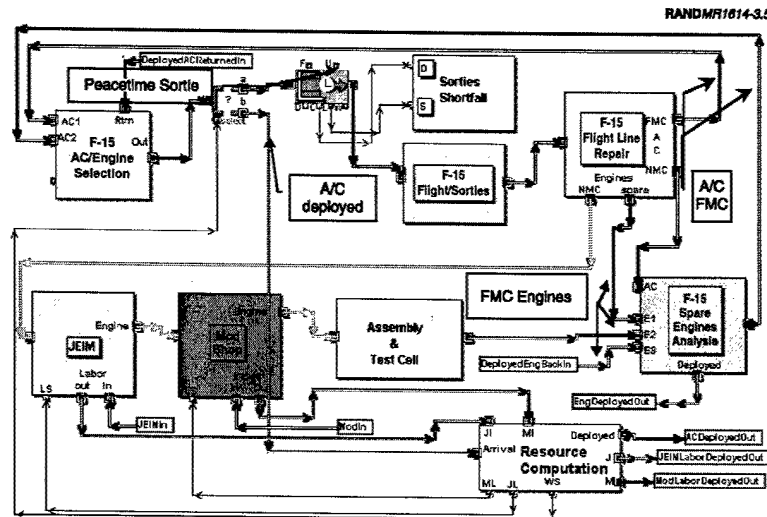 RANDMR1614-3.5
DeployedACReturnedIn
Peacetime Sortie
a
?
b
select
D
S
Sorties
Shortfall
AC1
AC2
Rtrn
Out
F-15
AC/Engine
Selection
A/C
deployed
F-15
Flight/Sorties
F-15
Flight Line
Repair
FMC
A
C
NMC
Engines
NMC
spare
A/C
FMC
FMC Engines
AC
E1
E2
E3
F-15
Spare
Engines
Analysis
Deployed
DeployedEngBackIn
EngDeployedOut
Engine
JEIM
Labor
LS
out
In
JEIMIn
Mod
Shop
ModIn
Assembly
&
Test Cell
JI
MI
Deployed
Arrival
Resource
Computation
J
M
ML
JL
WS
ACDeployedOut
JEIMLaborDeployedOut
ModLaborDeployedOut